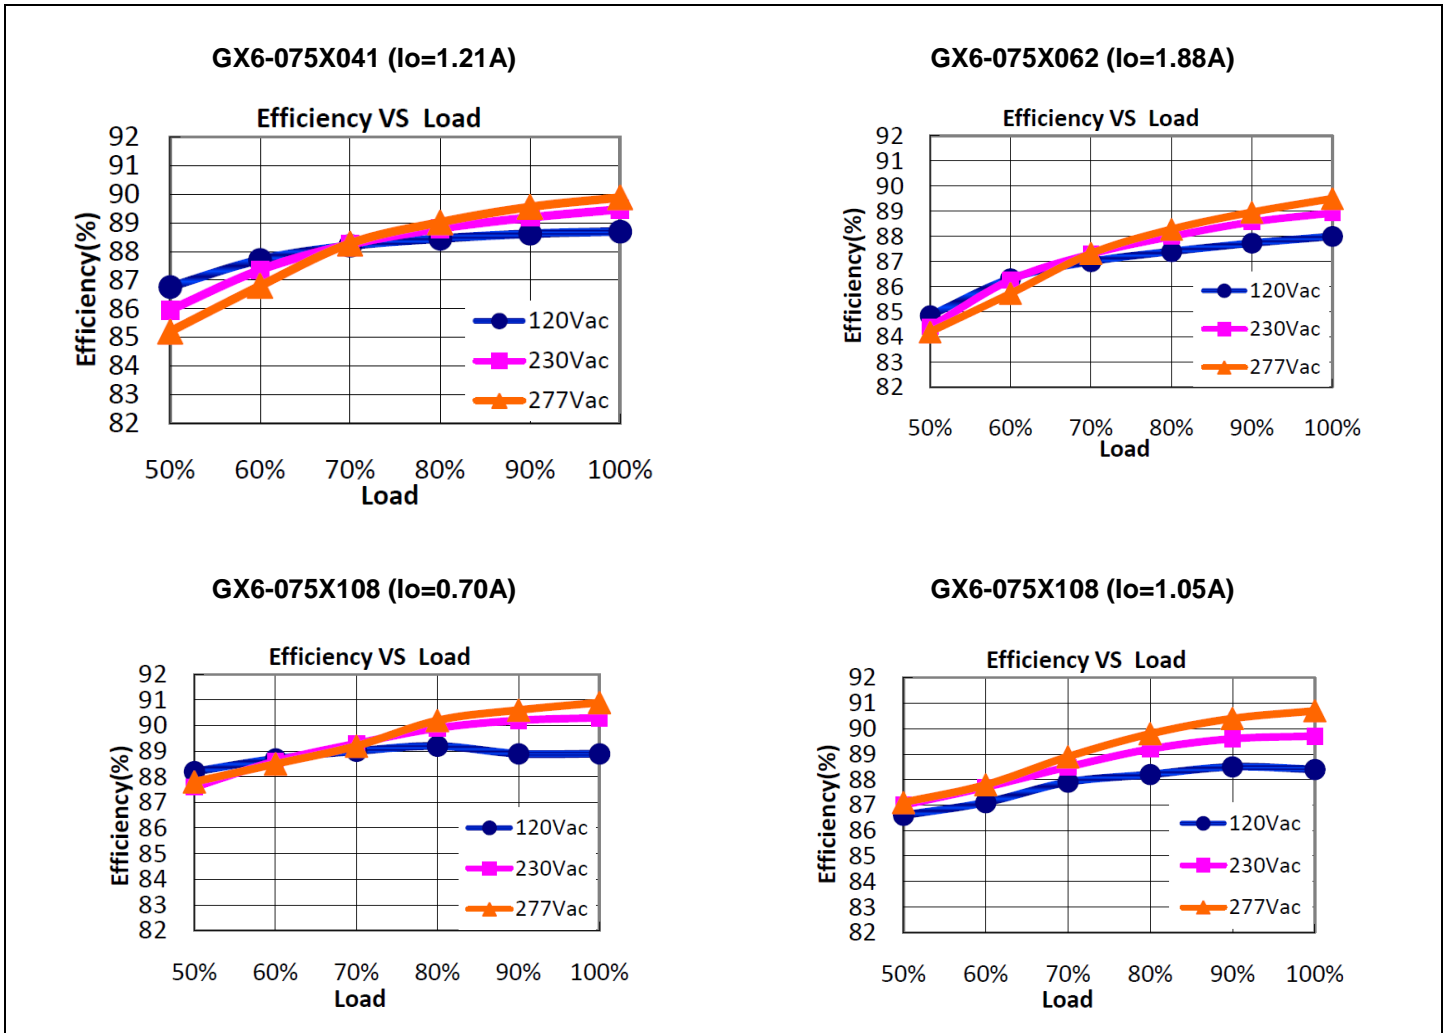 GX6-075X041 (Io=1.21A)
Efficiency VS Load
92
91
90
89
88
87
86
85
84
83
82
Efficiency(%)
120Vac
230Vac
277Vac
50% 60% 70% 80% 90% 100%
Load
GX6-075X062 (Io=1.88A)
Efficiency VS Load
92
91
90
89
88
87
86
85
84
83
82
Efficiency(%)
120Vac
230Vac
277Vac
50% 60% 70% 80% 90% 100%
Load
GX6-075X108 (Io=0.70A)
Efficiency VS Load
92
91
90
89
88
87
86
85
84
83
82
Efficiency(%)
120Vac
230Vac
277Vac
50% 60% 70% 80% 90% 100%
Load
GX6-075X108 (Io=1.05A)
Efficiency VS Load
92
91
90
89
88
87
86
85
84
83
82
Efficiency(%)
120Vac
230Vac
277Vac
50% 60% 70% 80% 90% 100%
Load